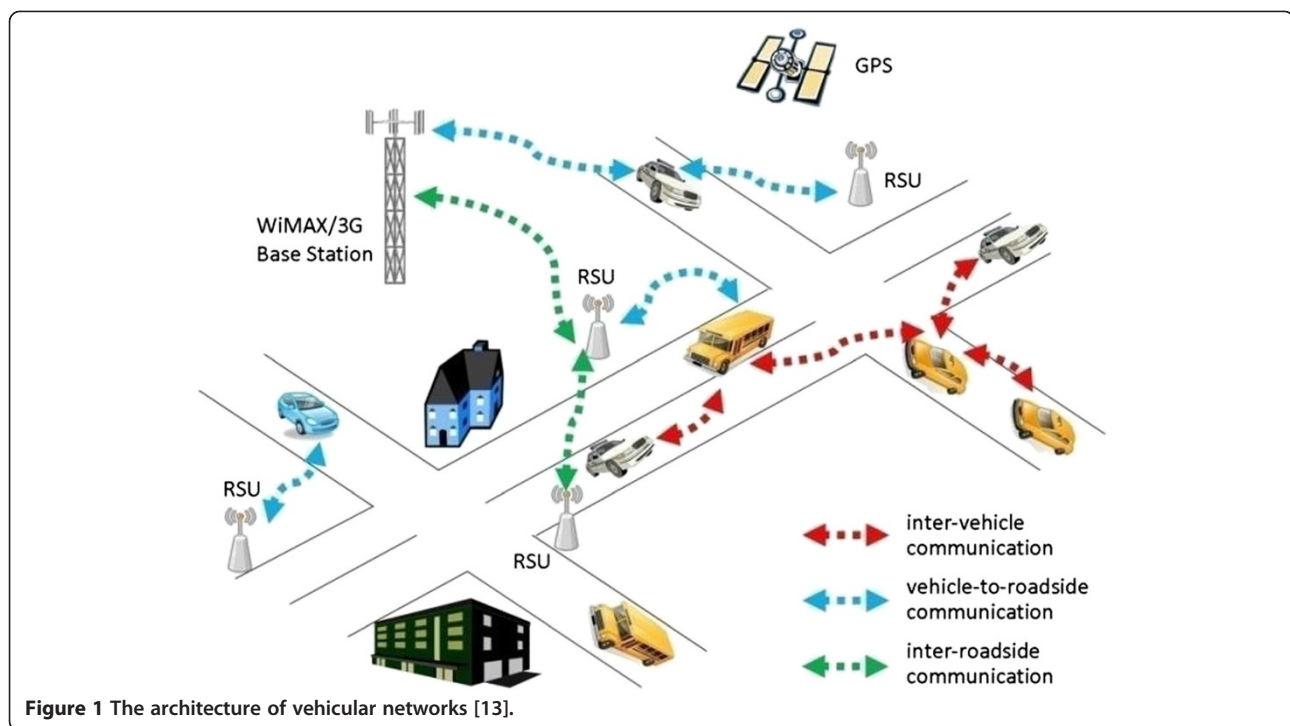 GPS
RSU
WiMAX/3G
Base Station
RSU
RSU
RSU
inter-vehicle
communication
vehicle-to-roadside
communication
inter-roadside
communication
Figure 1 The architecture of vehicular networks [13].